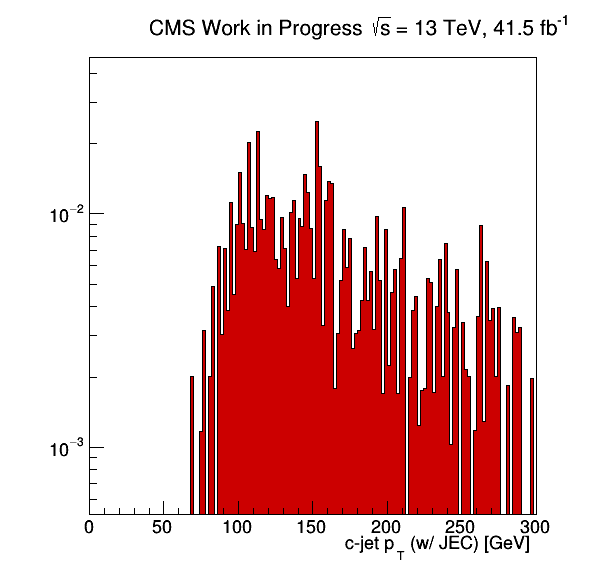 CMS Work in Progress √s = 13 TeV, 41.5 fb⁻¹
10⁻²
10⁻³
0 50 100 150 200 250 300
c-jet p_T (w/ JEC) [GeV]